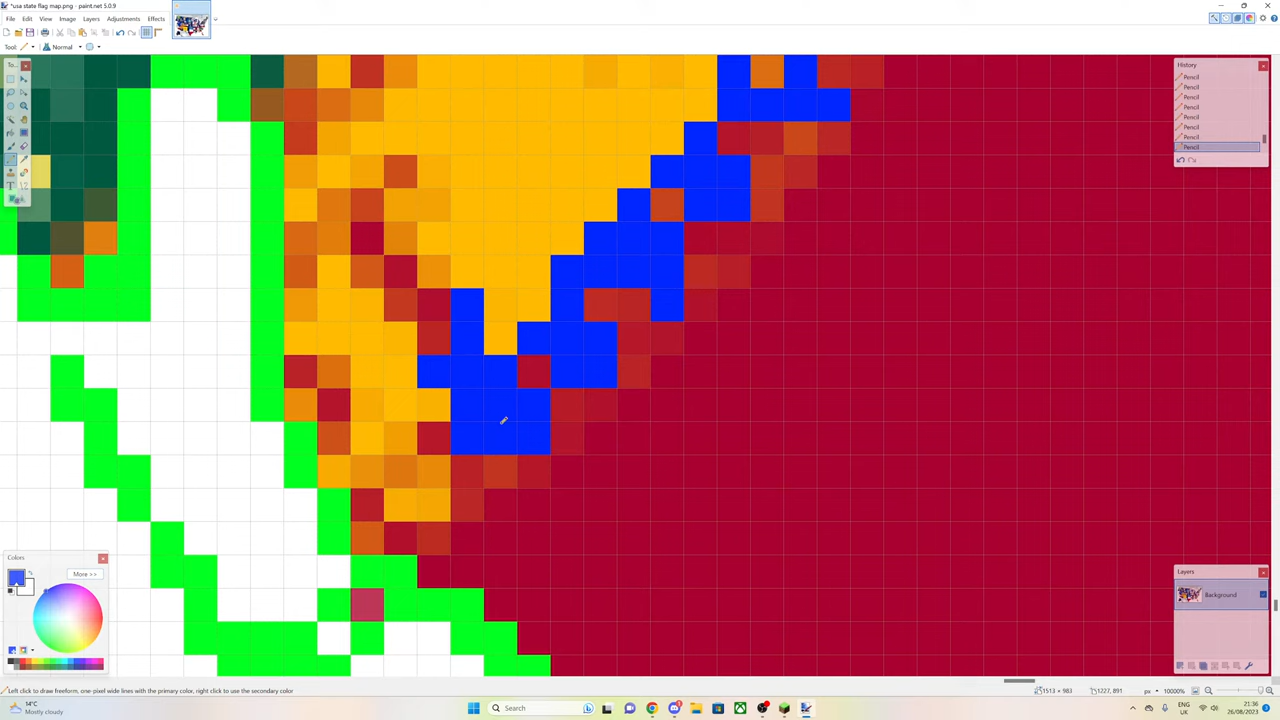 *usa state flag map.png - paint.net 5.0.9
File Edit View Image Layers Adjustments Effects
Tool: Normal
To...
History
Pencil
Pencil
Pencil
Pencil
Pencil
Pencil
Pencil
Pencil
Colors
More >>
Layers
Background
Left click to draw freeform, one-pixel wide lines with the primary color, right click to use the secondary color
1513 × 983
1227, 891
px
10000%
14°C
Mostly cloudy
Search
ENG
UK
21:36
26/08/2023